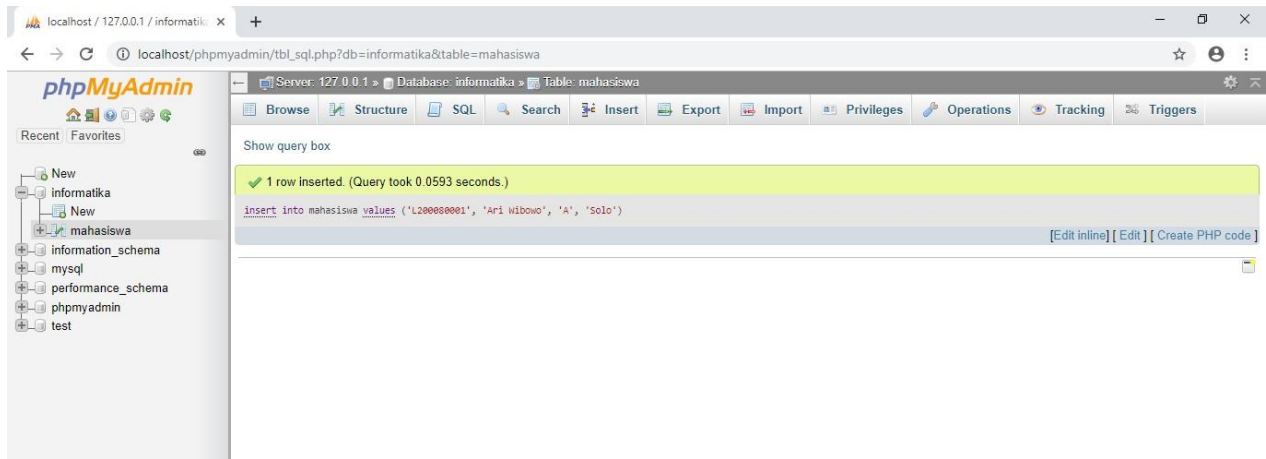 localhost / 127.0.0.1 / informatik
localhost/phpmyadmin/tbl_sql.php?db=informatika&table=mahasiswa
phpMyAdmin
Recent Favorites
New
informatika
New
mahasiswa
information_schema
mysql
performance_schema
phpmyadmin
test
Server: 127.0.0.1 » Database: informatika » Table: mahasiswa
Browse Structure SQL Search Insert Export Import Privileges Operations Tracking Triggers
Show query box
1 row inserted. (Query took 0.0593 seconds.)
insert into mahasiswa values ('L200080001', 'Ari Wibowo', 'A', 'Solo')
[Edit inline] [ Edit ] [ Create PHP code ]